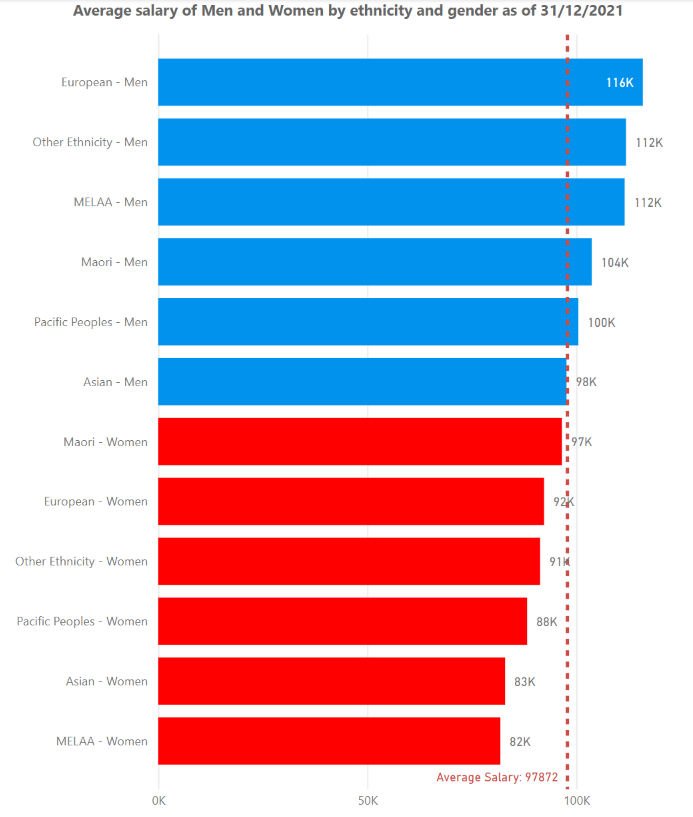 Average salary of Men and Women by ethnicity and gender as of 31/12/2021
European - Men 116K
Other Ethnicity - Men 112K
MELAA - Men 112K
Maori - Men 104K
Pacific Peoples - Men 100K
Asian - Men 98K
Maori - Women 97K
European - Women 92K
Other Ethnicity - Women 91K
Pacific Peoples - Women 88K
Asian - Women 83K
MELAA - Women 82K
Average Salary: 97872
0K 50K 100K